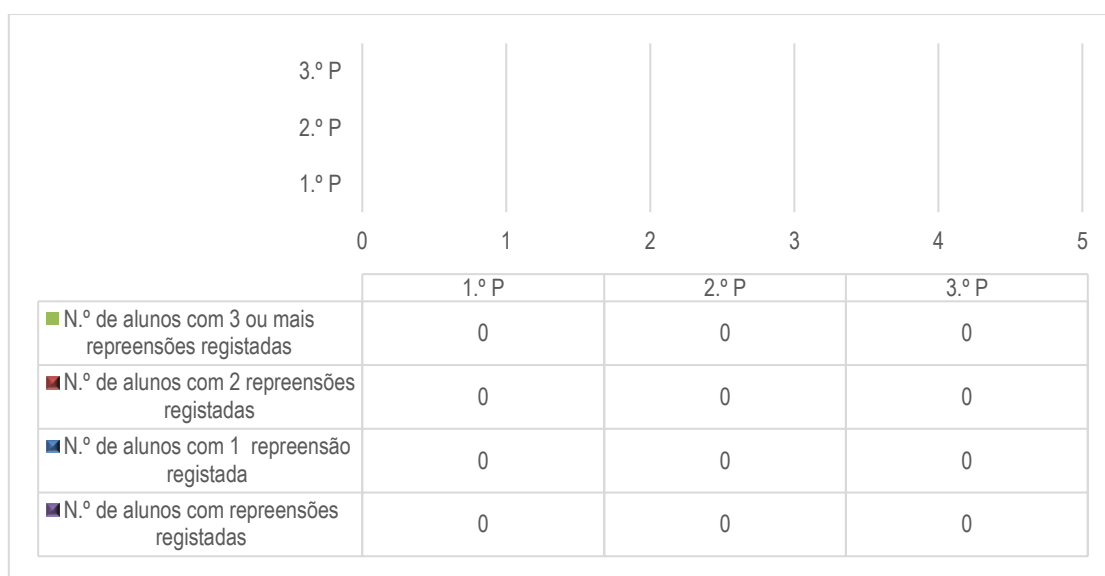 3.º P
2.º P
1.º P
0 1 2 3 4 5
1.º P 2.º P 3.º P
N.º de alunos com 3 ou mais
repreensões registadas
0 0 0
N.º de alunos com 2 repreensões
registadas
0 0 0
N.º de alunos com 1 repreensão
registada
0 0 0
N.º de alunos com repreensões
registadas
0 0 0